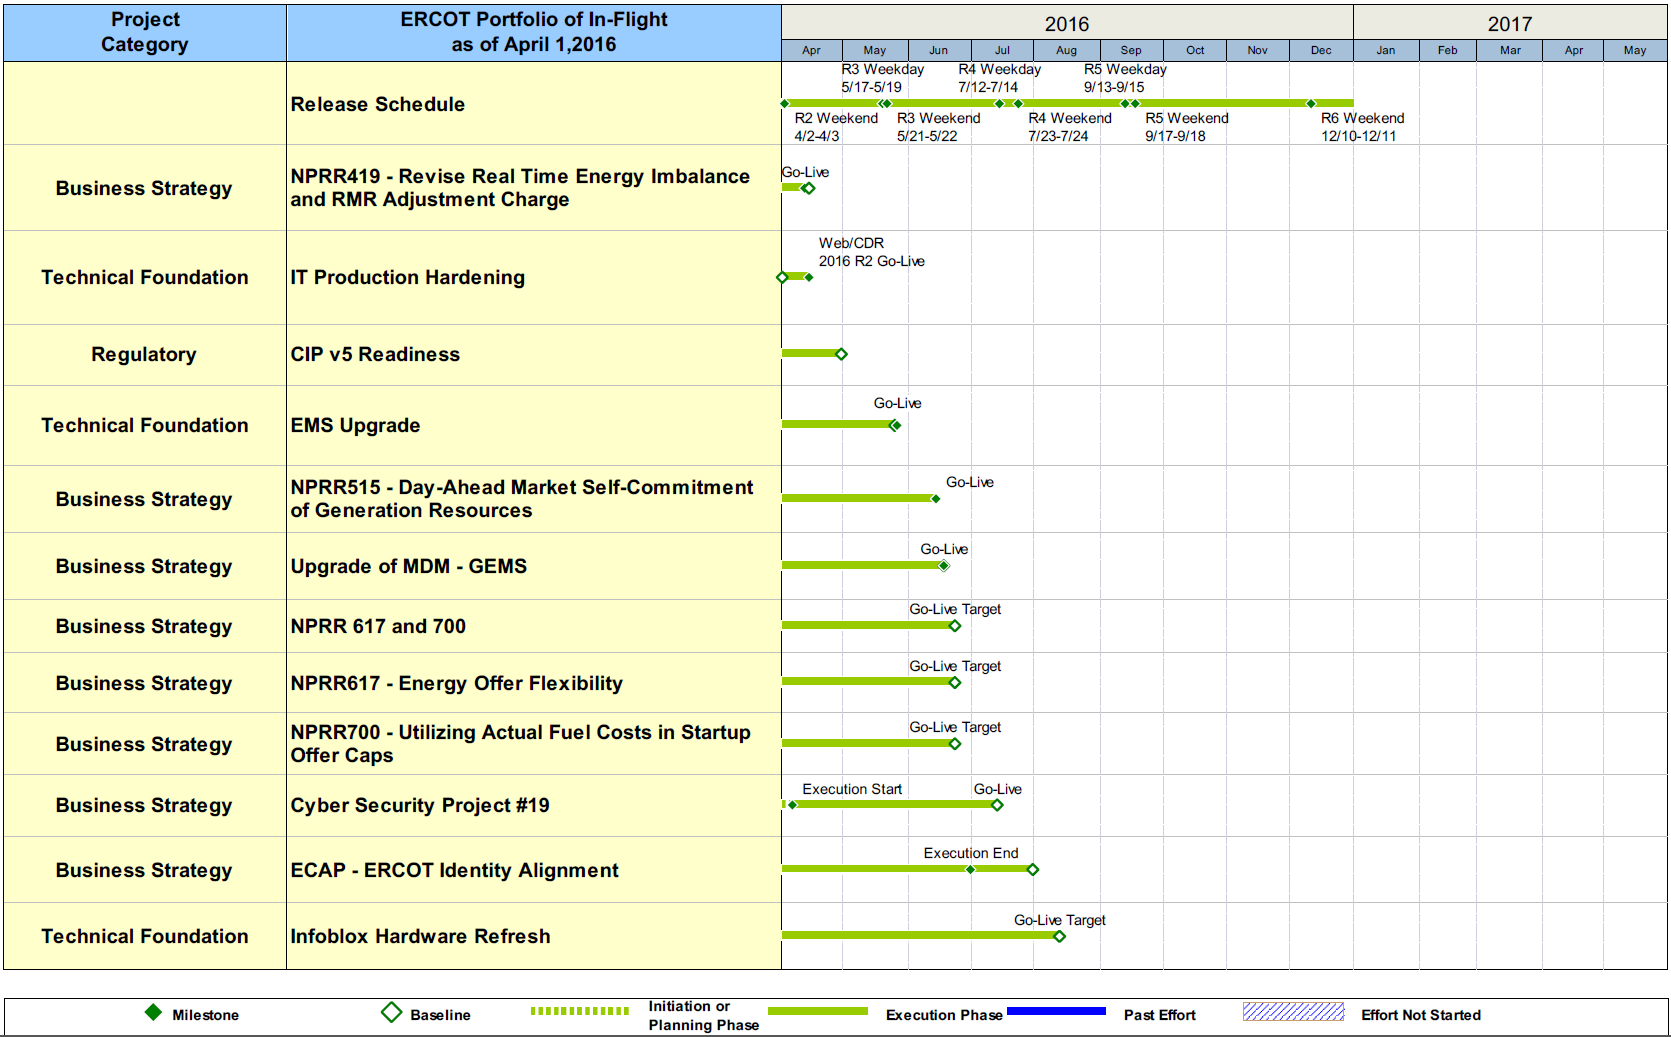 Project
Category
ERCOT Portfolio of In-Flight
as of April 1,2016
2016
2017
Apr May Jun Jul Aug Sep Oct Nov Dec Jan Feb Mar Apr May
Release Schedule
R3 Weekday
5/17-5/19
R4 Weekday
7/12-7/14
R5 Weekday
9/13-9/15
R2 Weekend
4/2-4/3
R3 Weekend
5/21-5/22
R4 Weekend
7/23-7/24
R5 Weekend
9/17-9/18
R6 Weekend
12/10-12/11
Business Strategy
NPRR419 - Revise Real Time Energy Imbalance
and RMR Adjustment Charge
Go-Live
Technical Foundation
IT Production Hardening
Web/CDR
2016 R2 Go-Live
Regulatory
CIP v5 Readiness
Technical Foundation
EMS Upgrade
Go-Live
Business Strategy
NPRR515 - Day-Ahead Market Self-Commitment
of Generation Resources
Go-Live
Business Strategy
Upgrade of MDM - GEMS
Go-Live
Business Strategy
NPRR 617 and 700
Go-Live Target
Business Strategy
NPRR617 - Energy Offer Flexibility
Go-Live Target
Business Strategy
NPRR700 - Utilizing Actual Fuel Costs in Startup
Offer Caps
Go-Live Target
Business Strategy
Cyber Security Project #19
Execution Start
Go-Live
Business Strategy
ECAP - ERCOT Identity Alignment
Execution End
Technical Foundation
Infoblox Hardware Refresh
Go-Live Target
Milestone
Baseline
Initiation or
Planning Phase
Execution Phase
Past Effort
Effort Not Started